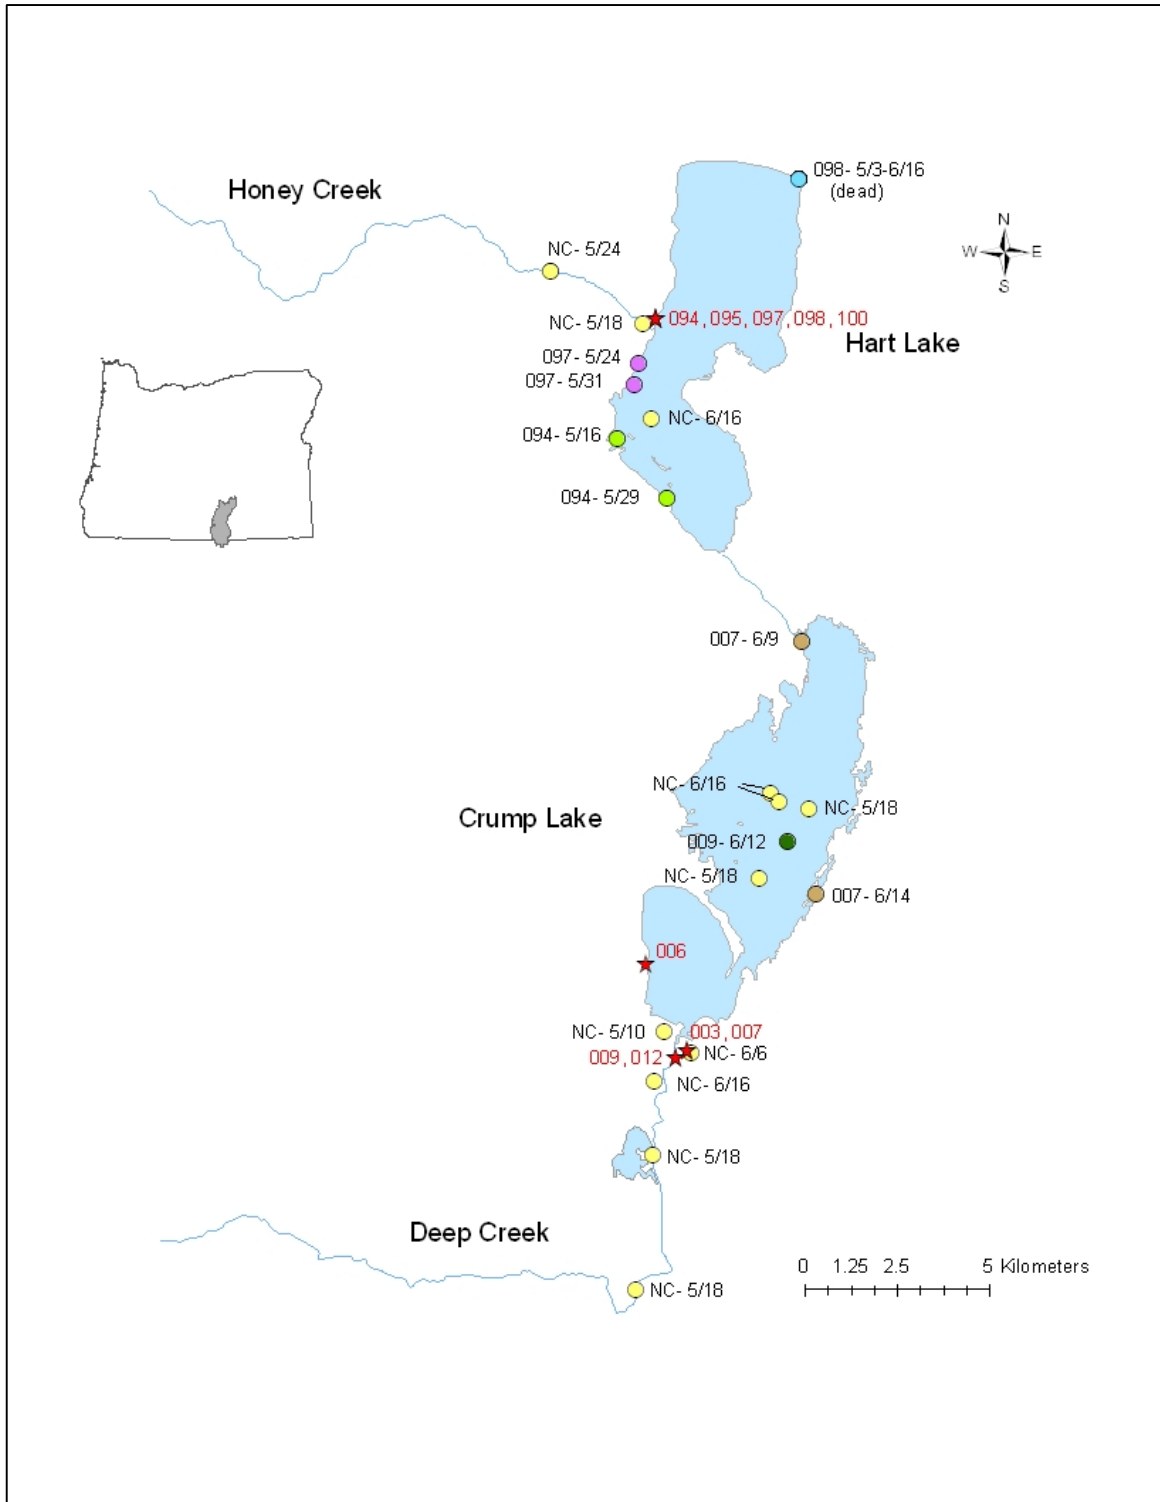 098- 5/3-6/16
(dead)
Honey Creek
N
W E
S
NC- 5/24
NC- 5/18
094, 095, 097, 098, 100
Hart Lake
097- 5/24
097- 5/31
NC- 6/16
094- 5/16
094- 5/29
007- 6/9
NC- 6/16
NC- 5/18
Crump Lake
009- 6/12
NC- 5/18
007- 6/14
006
NC- 5/10
003, 007
009, 012
NC- 6/6
NC- 6/16
NC- 5/18
Deep Creek
0 1.25 2.5 5 Kilometers
NC- 5/18